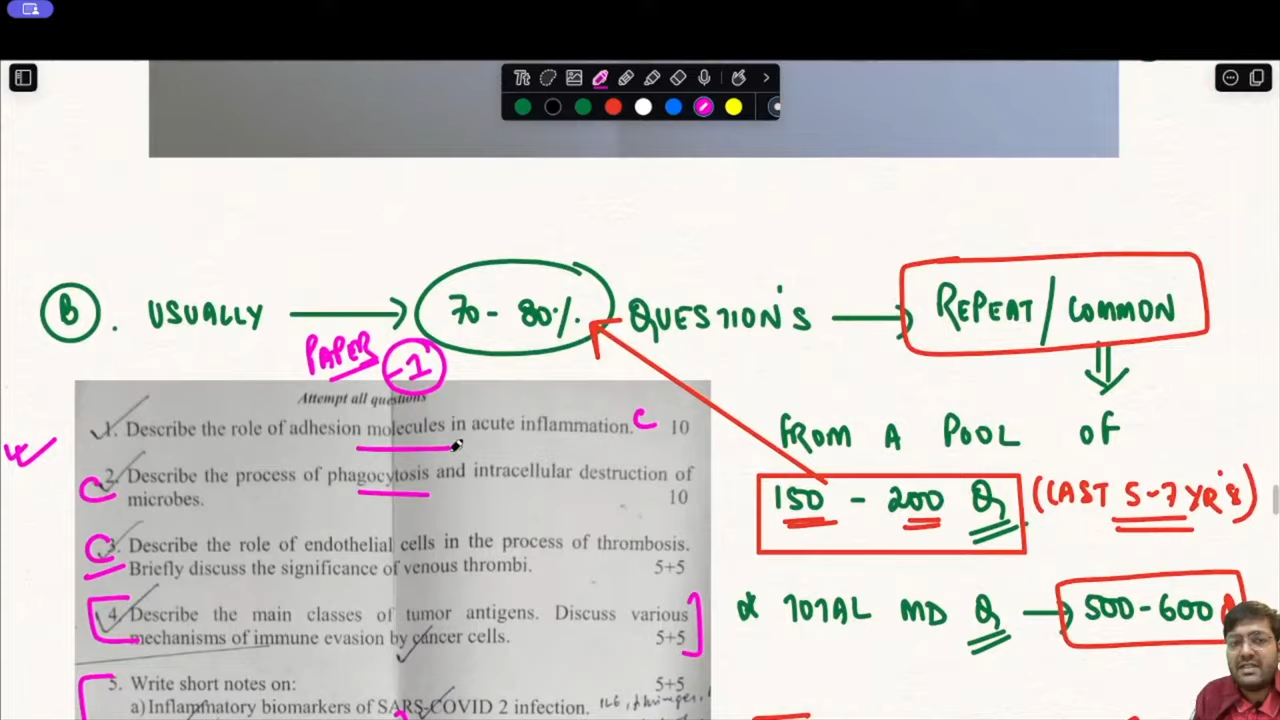 Tt
B. USUALLY → 70 - 80% QUESTION'S → REPEAT / COMMON
PAPER -1
FROM A POOL OF
150 - 200 Q (LAST 5-7 YR'S)
TOTAL MD Q → 500-600
Attempt all questions
1. Describe the role of adhesion molecules in acute inflammation. C 10
C 2. Describe the process of phagocytosis and intracellular destruction of
microbes. 10
C 3. Describe the role of endothelial cells in the process of thrombosis.
Briefly discuss the significance of venous thrombi. 5+5
4. Describe the main classes of tumor antigens. Discuss various
mechanisms of immune evasion by cancer cells. 5+5
5. Write short notes on: 5+5
a) Inflammatory biomarkers of SARS-COVID 2 infection. IL6,